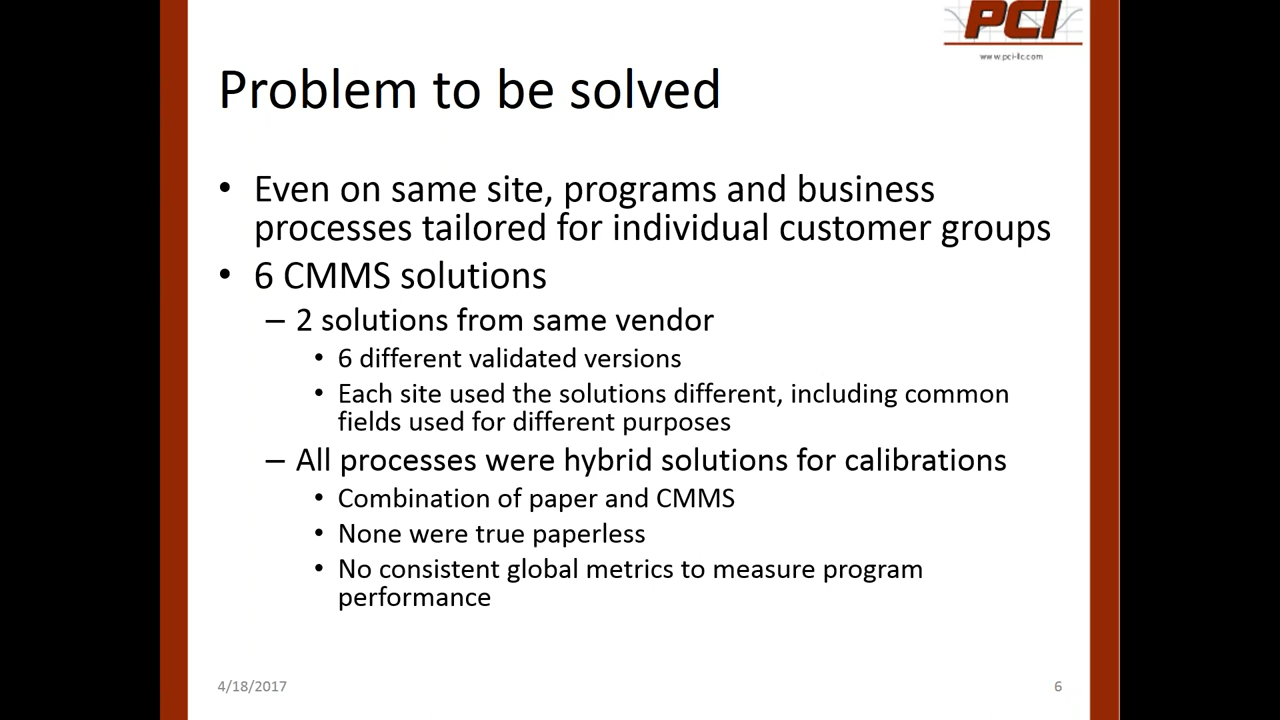 PCI
www.pci-llc.com
Problem to be solved
• Even on same site, programs and business
processes tailored for individual customer groups
• 6 CMMS solutions
– 2 solutions from same vendor
• 6 different validated versions
• Each site used the solutions different, including common
fields used for different purposes
– All processes were hybrid solutions for calibrations
• Combination of paper and CMMS
• None were true paperless
• No consistent global metrics to measure program
performance
4/18/2017
6